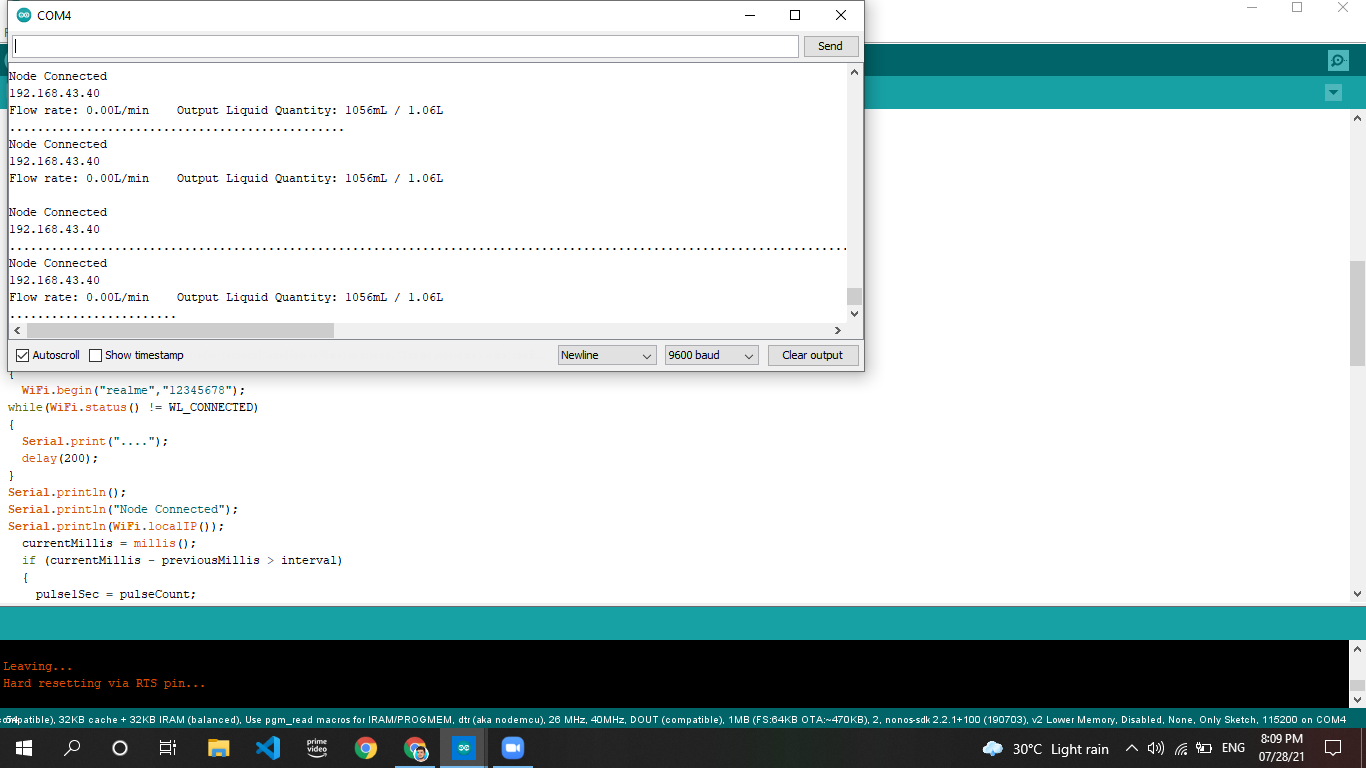 COM4
Send
Node Connected
192.168.43.40
Flow rate: 0.00L/min    Output Liquid Quantity: 1056mL / 1.06L
................................................
Node Connected
192.168.43.40
Flow rate: 0.00L/min    Output Liquid Quantity: 1056mL / 1.06L
Node Connected
192.168.43.40
........................................................................................................................
Node Connected
192.168.43.40
Flow rate: 0.00L/min    Output Liquid Quantity: 1056mL / 1.06L
........................
Autoscroll Show timestamp Newline 9600 baud Clear output
{
WiFi.begin("realme","12345678");
while(WiFi.status() != WL_CONNECTED)
{
Serial.print("....");
delay(200);
}
Serial.println();
Serial.println("Node Connected");
Serial.println(WiFi.localIP());
currentMillis = millis();
if (currentMillis - previousMillis > interval)
{
pulse1Sec = pulseCount;
Leaving...
Hard resetting via RTS pin...
compatible), 32KB cache + 32KB IRAM (balanced), Use pgm_read macros for IRAM/PROGMEM, dtr (aka nodemcu), 26 MHz, 40MHz, DOUT (compatible), 1MB (FS:64KB OTA:~470KB), 2, nonos-sdk 2.2.1+100 (190703), v2 Lower Memory, Disabled, None, Only Sketch, 115200 on COM4
prime video
30°C Light rain
ENG
8:09 PM
07/28/21